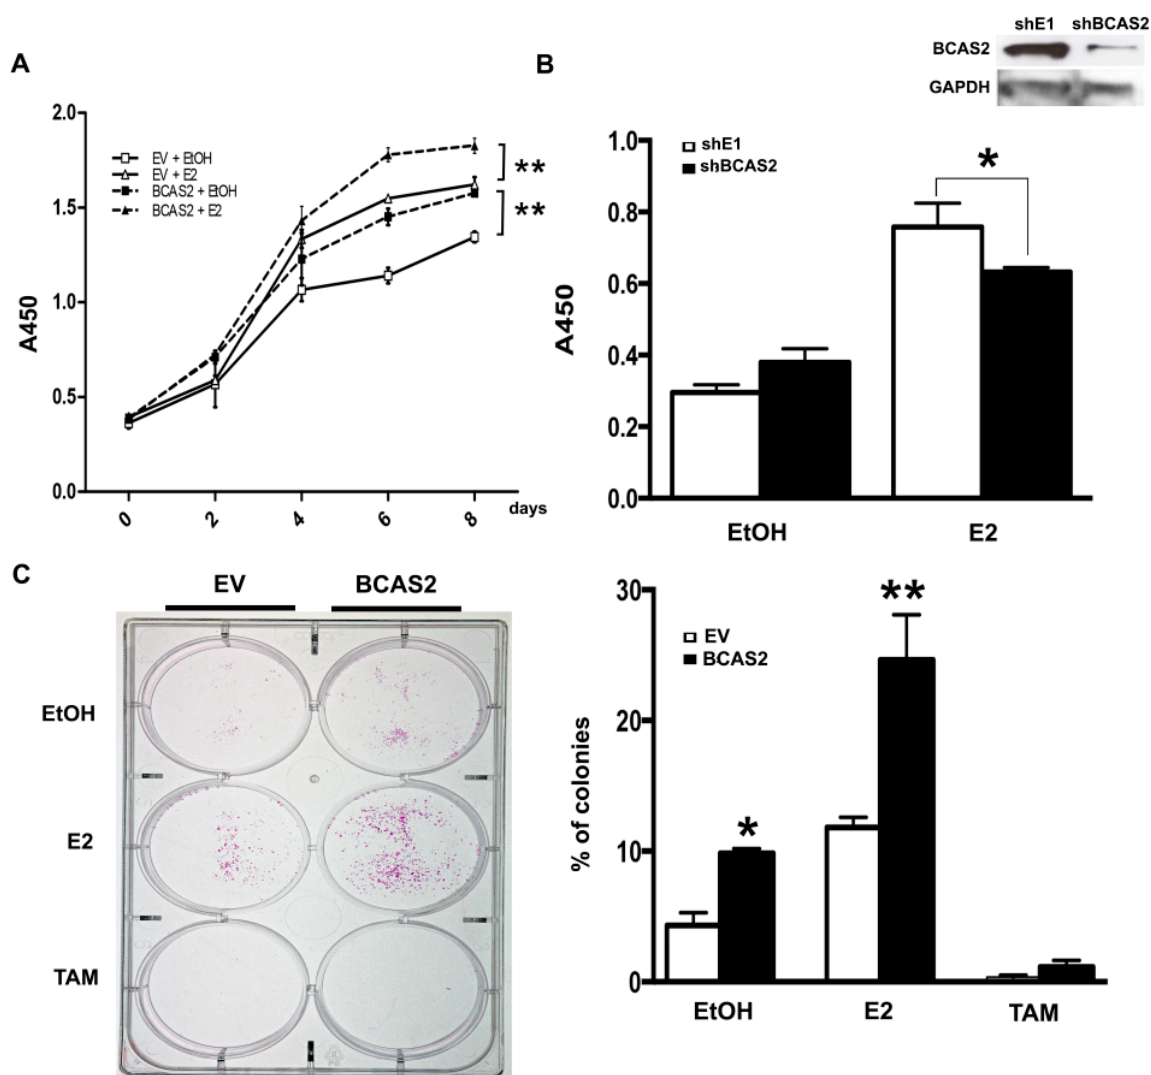 A
2.0
1.5
1.0
0.5
0.0
A450
EV + EtOH
EV + E2
BCAS2 + EtOH
BCAS2 + E2
**
**
0 2 4 6 8 days
B
shE1 shBCAS2
BCAS2
GAPDH
1.0
0.8
0.6
0.4
0.2
0.0
A450
shE1
shBCAS2
*
EtOH E2
C
EV BCAS2
EtOH
E2
TAM
30
20
10
0
% of colonies
EV
BCAS2
*
**
EtOH E2 TAM